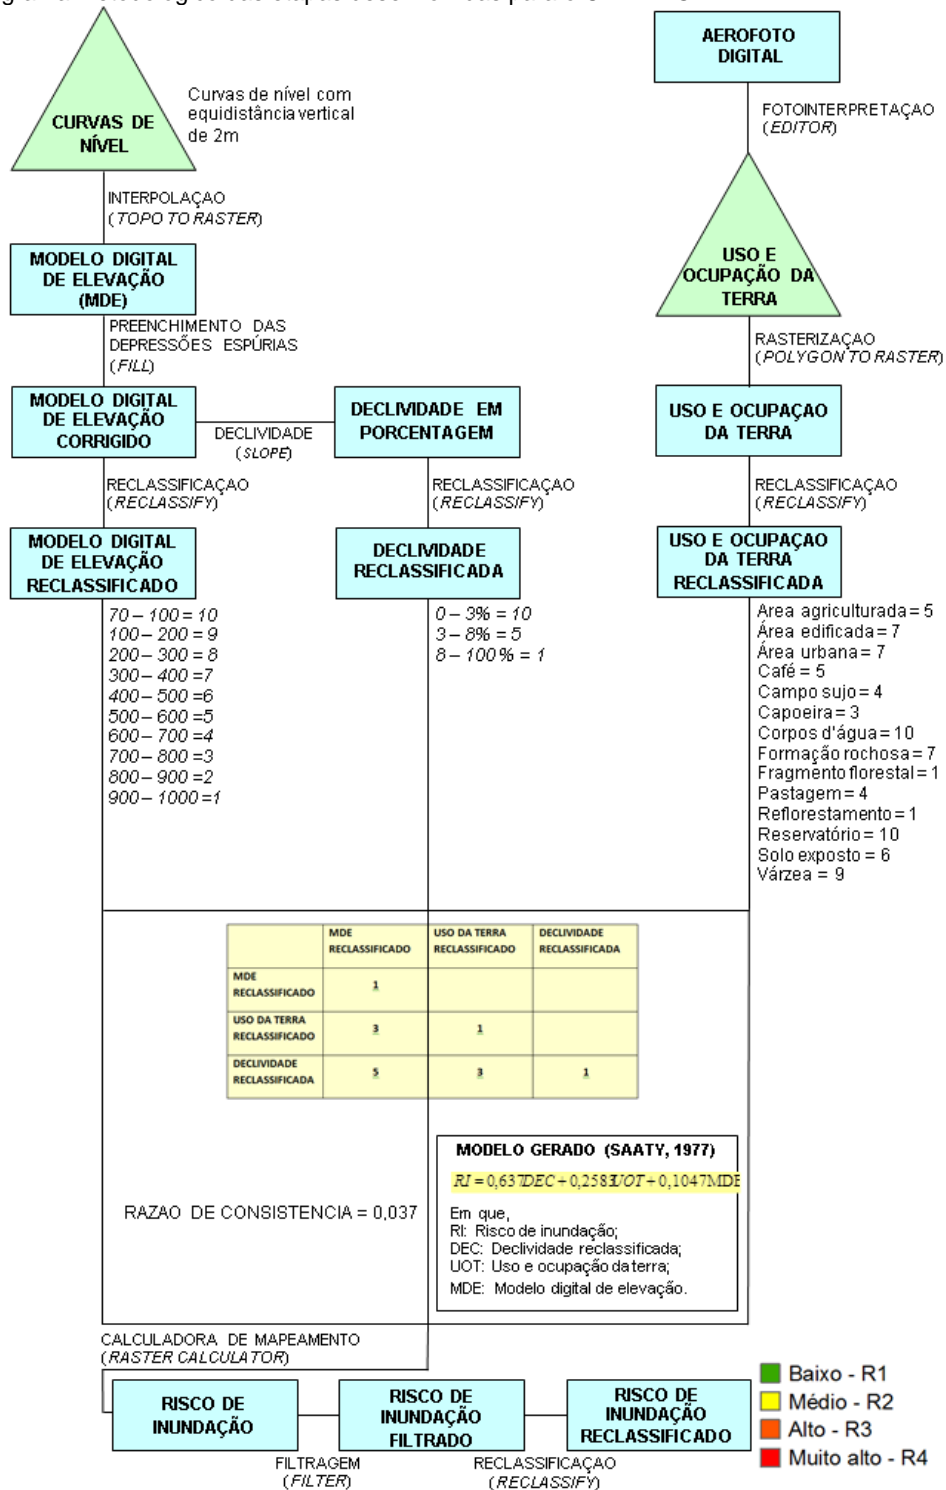 CURVAS DE
NÍVEL
Curvas de nível com
equidistância vertical
de 2m
AEROFOTO
DIGITAL
FOTOINTERPRETAÇAO
(EDITOR)
INTERPOLAÇAO
(TOPO TO RASTER)
MODELO DIGITAL
DE ELEVAÇÃO
(MDE)
USO E
OCUPAÇÃO DA
TERRA
PREENCHIMENTO DAS
DEPRESSÕES ESPÚRIAS
(FILL)
RASTERIZAÇAO
(POLYGON TO RASTER)
MODELO DIGITAL
DE ELEVAÇÃO
CORRIGIDO
DECLIVIDADE
(SLOPE)
DECLIVIDADE EM
PORCENTAGEM
USO E OCUPAÇAO
DA TERRA
RECLASSIFICAÇAO
(RECLASSIFY)
RECLASSIFICAÇAO
(RECLASSIFY)
RECLASSIFICAÇAO
(RECLASSIFY)
MODELO DIGITAL
DE ELEVAÇÃO
RECLASSIFICADO
DECLIVIDADE
RECLASSIFICADA
USO E OCUPAÇAO
DA TERRA
RECLASSIFICADA
70 – 100 = 10
100 – 200 = 9
200 – 300 = 8
300 – 400 =7
400 – 500 =6
500 – 600 =5
600 – 700 =4
700 – 800 =3
800 – 900 =2
900 – 1000 =1
0 – 3% = 10
3 – 8% = 5
8 – 100% = 1
Area agriculturada = 5
Área edificada = 7
Área urbana = 7
Café = 5
Campo sujo = 4
Capoeira = 3
Corpos d'água = 10
Formação rochosa = 7
Fragmento florestal = 1
Pastagem = 4
Reflorestamento = 1
Reservatório = 10
Solo exposto = 6
Várzea = 9
MDE RECLASSIFICADO
USO DA TERRA RECLASSIFICADO
DECLIVIDADE RECLASSIFICADA
MDE RECLASSIFICADO 1
USO DA TERRA RECLASSIFICADO 3 1
DECLIVIDADE RECLASSIFICADA 5 3 1
MODELO GERADO (SAATY, 1977)
RI = 0,637DEC + 0,2583UOT + 0,1047MDE
Em que,
RI: Risco de inundação;
DEC: Declividade reclassificada;
UOT: Uso e ocupação da terra;
MDE: Modelo digital de elevação.
RAZAO DE CONSISTENCIA = 0,037
CALCULADORA DE MAPEAMENTO
(RASTER CALCULATOR)
RISCO DE
INUNDAÇÃO
FILTRAGEM
(FILTER)
RISCO DE
INUNDAÇÃO
FILTRADO
RECLASSIFICAÇAO
(RECLASSIFY)
RISCO DE
INUNDAÇÃO
RECLASSIFICADO
Baixo - R1
Médio - R2
Alto - R3
Muito alto - R4